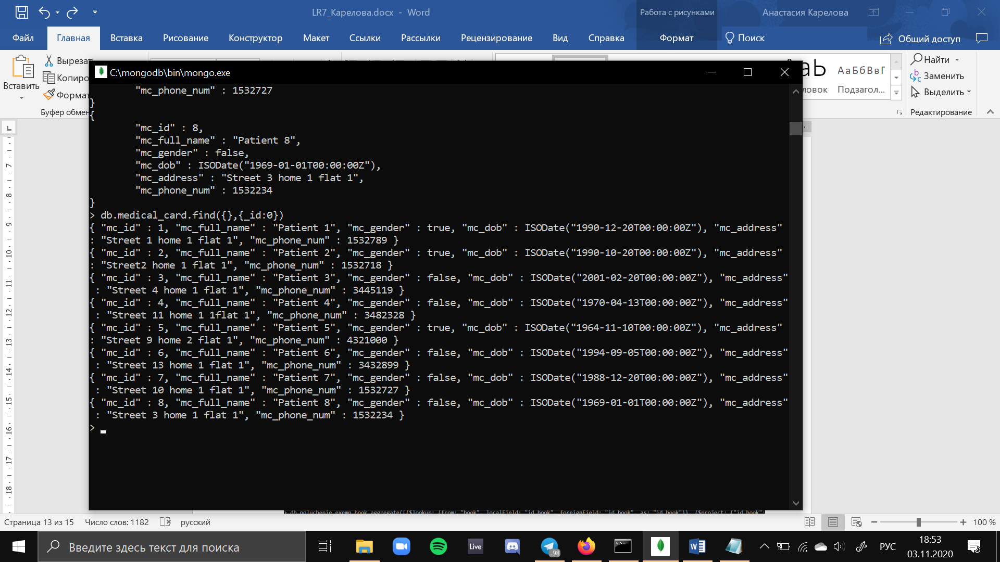 LR7_Карелова.docx - Word
Работа с рисунками
Анастасия Карелова
Файл Главная Вставка Рисование Конструктор Макет Ссылки Рассылки Рецензирование Вид Справка Формат Поиск Общий доступ
Вставить
Вырезать
Копиро
Формат
Буфер обмен
АаБбВвГ
ловок Подзагол...
Найти
Заменить
Выделить
Редактирование
C:\mongodb\bin\mongo.exe
"mc_phone_num" : 1532727
}
{
"mc_id" : 8,
"mc_full_name" : "Patient 8",
"mc_gender" : false,
"mc_dob" : ISODate("1969-01-01T00:00:00Z"),
"mc_address" : "Street 3 home 1 flat 1",
"mc_phone_num" : 1532234
}
> db.medical_card.find({},{_id:0})
{ "mc_id" : 1, "mc_full_name" : "Patient 1", "mc_gender" : true, "mc_dob" : ISODate("1990-12-20T00:00:00Z"), "mc_address"
: "Street 1 home 1 flat 1", "mc_phone_num" : 1532789 }
{ "mc_id" : 2, "mc_full_name" : "Patient 2", "mc_gender" : true, "mc_dob" : ISODate("1990-10-20T00:00:00Z"), "mc_address"
: "Street2 home 1 flat 1", "mc_phone_num" : 1532718 }
{ "mc_id" : 3, "mc_full_name" : "Patient 3", "mc_gender" : false, "mc_dob" : ISODate("2001-02-20T00:00:00Z"), "mc_address"
: "Street 4 home 1 flat 1", "mc_phone_num" : 3445119 }
{ "mc_id" : 4, "mc_full_name" : "Patient 4", "mc_gender" : false, "mc_dob" : ISODate("1970-04-13T00:00:00Z"), "mc_address"
: "Street 11 home 1 1flat 1", "mc_phone_num" : 3482328 }
{ "mc_id" : 5, "mc_full_name" : "Patient 5", "mc_gender" : true, "mc_dob" : ISODate("1964-11-10T00:00:00Z"), "mc_address"
: "Street 9 home 2 flat 1", "mc_phone_num" : 4321000 }
{ "mc_id" : 6, "mc_full_name" : "Patient 6", "mc_gender" : false, "mc_dob" : ISODate("1994-09-05T00:00:00Z"), "mc_address"
: "Street 13 home 1 flat 1", "mc_phone_num" : 3432899 }
{ "mc_id" : 7, "mc_full_name" : "Patient 7", "mc_gender" : false, "mc_dob" : ISODate("1988-12-20T00:00:00Z"), "mc_address"
: "Street 10 home 1 flat 1", "mc_phone_num" : 1532727 }
{ "mc_id" : 8, "mc_full_name" : "Patient 8", "mc_gender" : false, "mc_dob" : ISODate("1969-01-01T00:00:00Z"), "mc_address"
: "Street 3 home 1 flat 1", "mc_phone_num" : 1532234 }
>
7
8
9
10
11
12
13
14
15
16
17
18
Страница 13 из 15 Число слов: 1182 русский 100 %
Введите здесь текст для поиска
Live
..98
РУС
18:53
03.11.2020